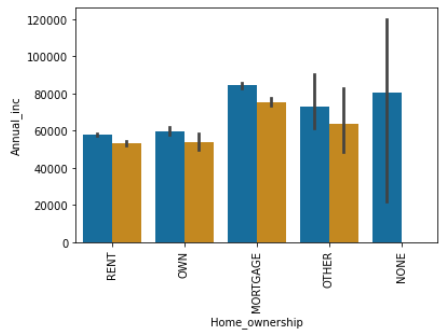 120000
100000
80000
60000
40000
20000
0
Annual_inc
RENT
OWN
MORTGAGE
OTHER
NONE
Home_ownership